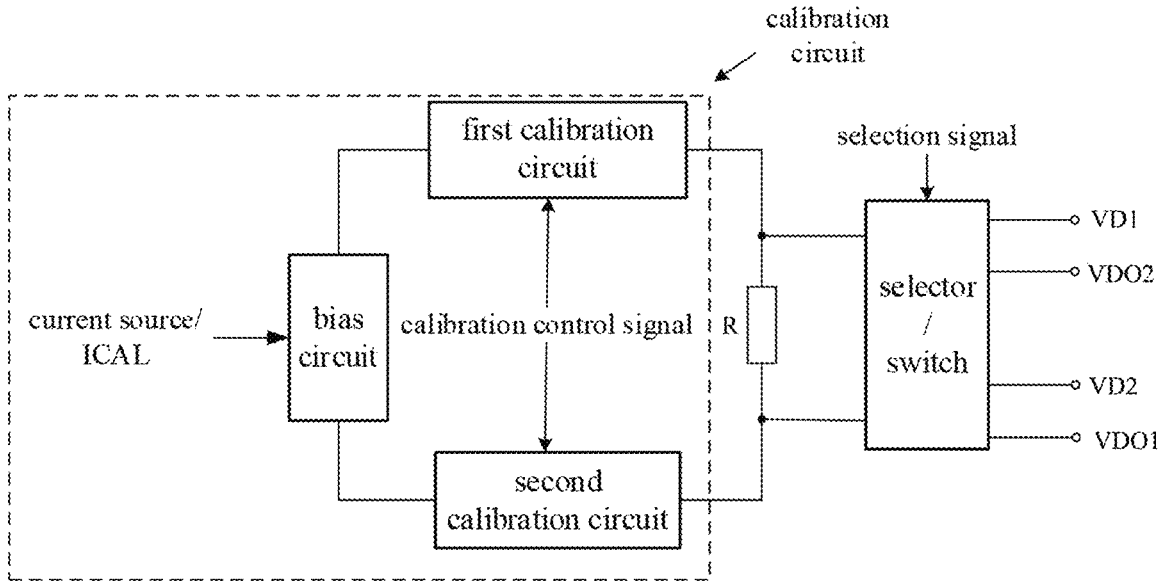 calibration
circuit
first calibration
circuit
selection signal
VD1
VDO2
selector
/
switch
current source/
ICAL
bias
circuit
calibration control signal
R
VD2
VDO1
second
calibration circuit